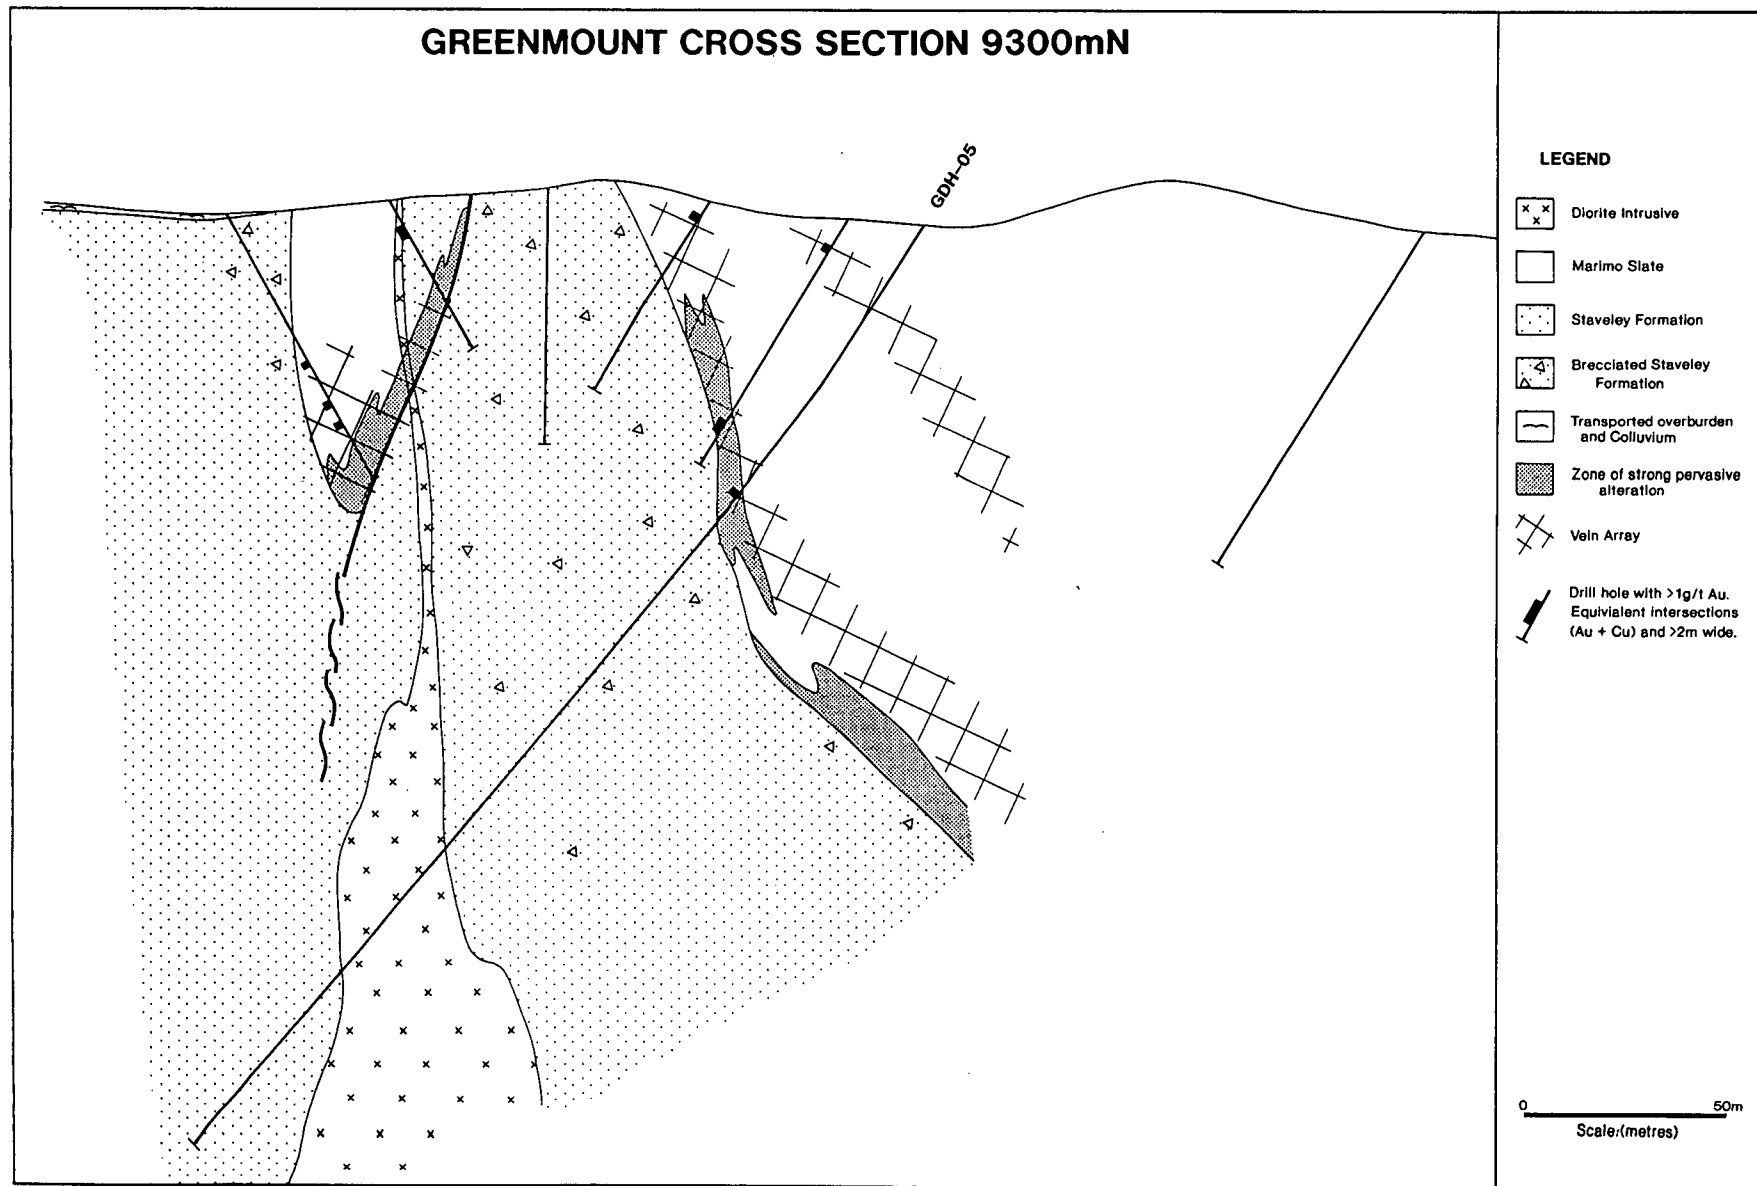 GREENMOUNT CROSS SECTION 9300mN
GDH-05
LEGEND
Diorite Intrusive
Marimo Slate
Staveley Formation
Brecciated Staveley
Formation
Transported overburden
and Colluvium
Zone of strong pervasive
alteration
Vein Array
Drill hole with >1g/t Au.
Equivialent intersections
(Au + Cu) and >2m wide.
0 50m
Scale:(metres)